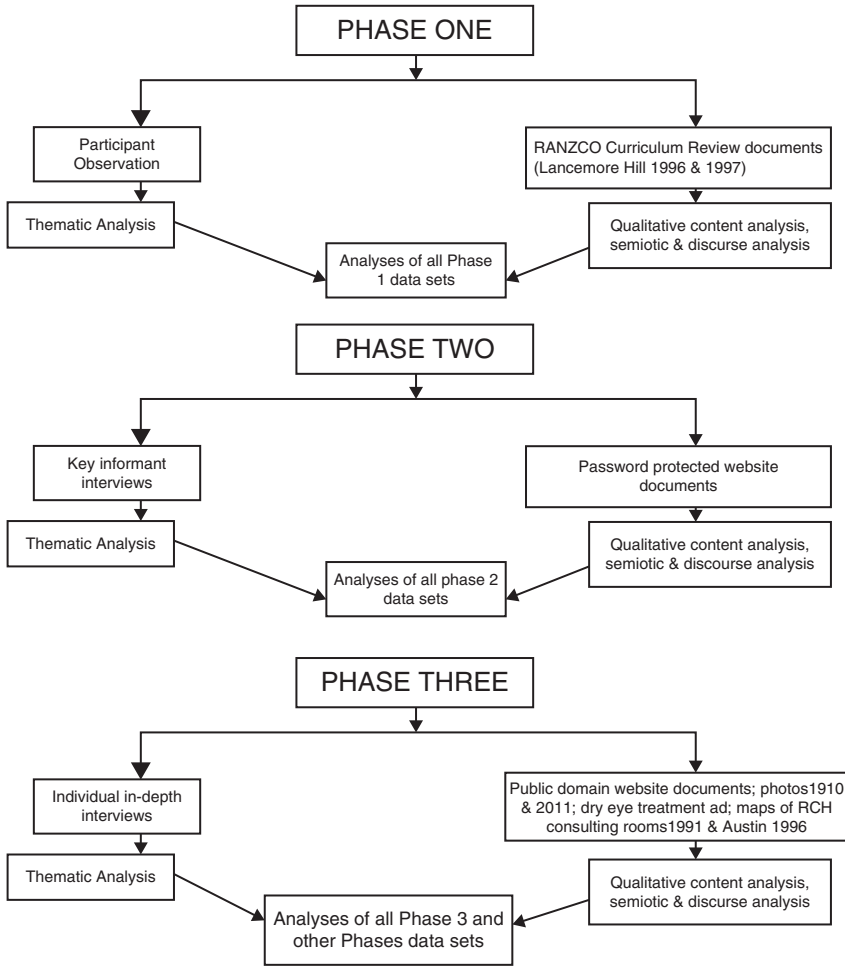 PHASE ONE
Participant
Observation
RANZCO Curriculum Review documents
(Lancemore Hill 1996 & 1997)
Thematic Analysis
Qualitative content analysis,
semiotic & discurse analysis
Analyses of all Phase
1 data sets
PHASE TWO
Key informant
interviews
Password protected website
documents
Thematic Analysis
Qualitative content analysis,
semiotic & discourse analysis
Analyses of all phase 2
data sets
PHASE THREE
Individual in-depth
interviews
Public domain website documents; photos1910
& 2011; dry eye treatment ad; maps of RCH
consulting rooms1991 & Austin 1996
Thematic Analysis
Qualitative content analysis,
semiotic & discurse analysis
Analyses of all Phase 3 and
other Phases data sets